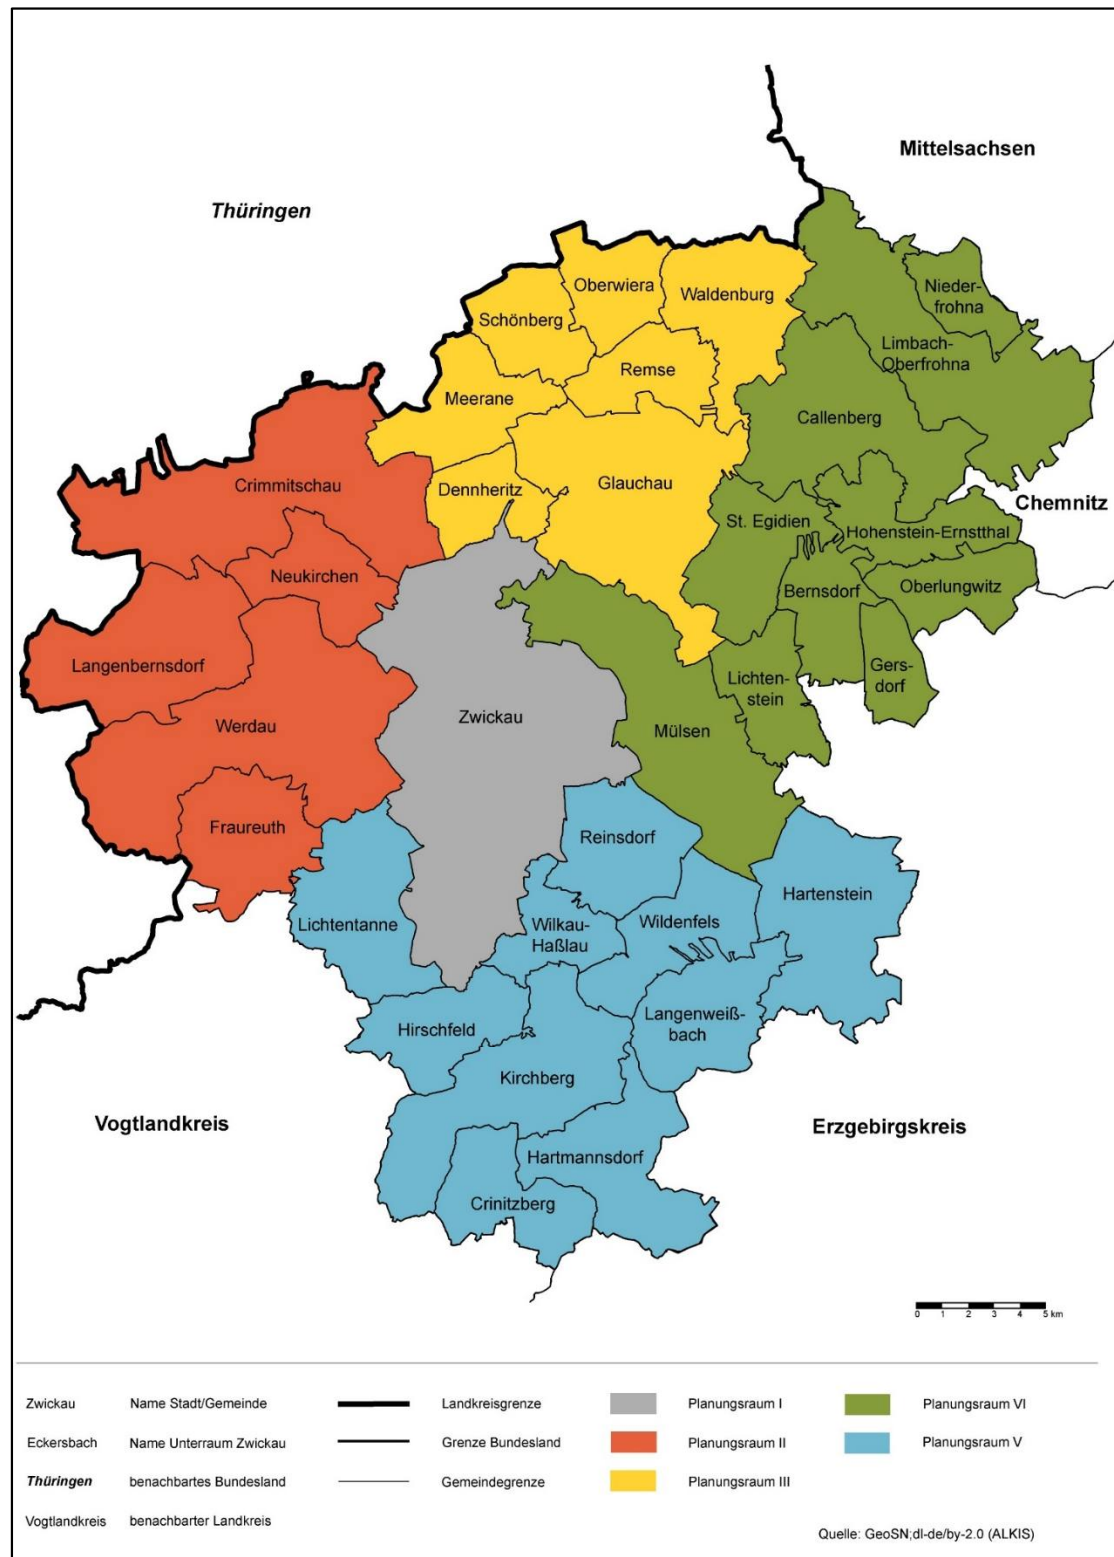 Mittelsachsen
Thüringen
Oberwiera
Waldenburg
Nieder-
frohna
Schönberg
Limbach-
Oberfrohna
Remse
Meerane
Callenberg
Crimmitschau
Dennheritz
Glauchau
Chemnitz
St. Egidien
Hohenstein-Ernstthal
Neukirchen
Bernsdorf
Oberlungwitz
Langenbernsdorf
Lichten-
stein
Gers-
dorf
Werdau
Zwickau
Mülsen
Fraureuth
Reinsdorf
Hartenstein
Lichtentanne
Wilkau-
Haßlau
Wildenfels
Hirschfeld
Langenweiß-
bach
Kirchberg
Vogtlandkreis
Erzgebirgskreis
Hartmannsdorf
Crinitzberg
0 1 2 3 4 5 km
Zwickau Name Stadt/Gemeinde Landkreisgrenze Planungsraum I Planungsraum VI
Eckersbach Name Unterraum Zwickau Grenze Bundesland Planungsraum II Planungsraum V
Thüringen benachbartes Bundesland Gemeindegrenze Planungsraum III
Vogtlandkreis benachbarter Landkreis
Quelle: GeoSN;dl-de/by-2.0 (ALKIS)